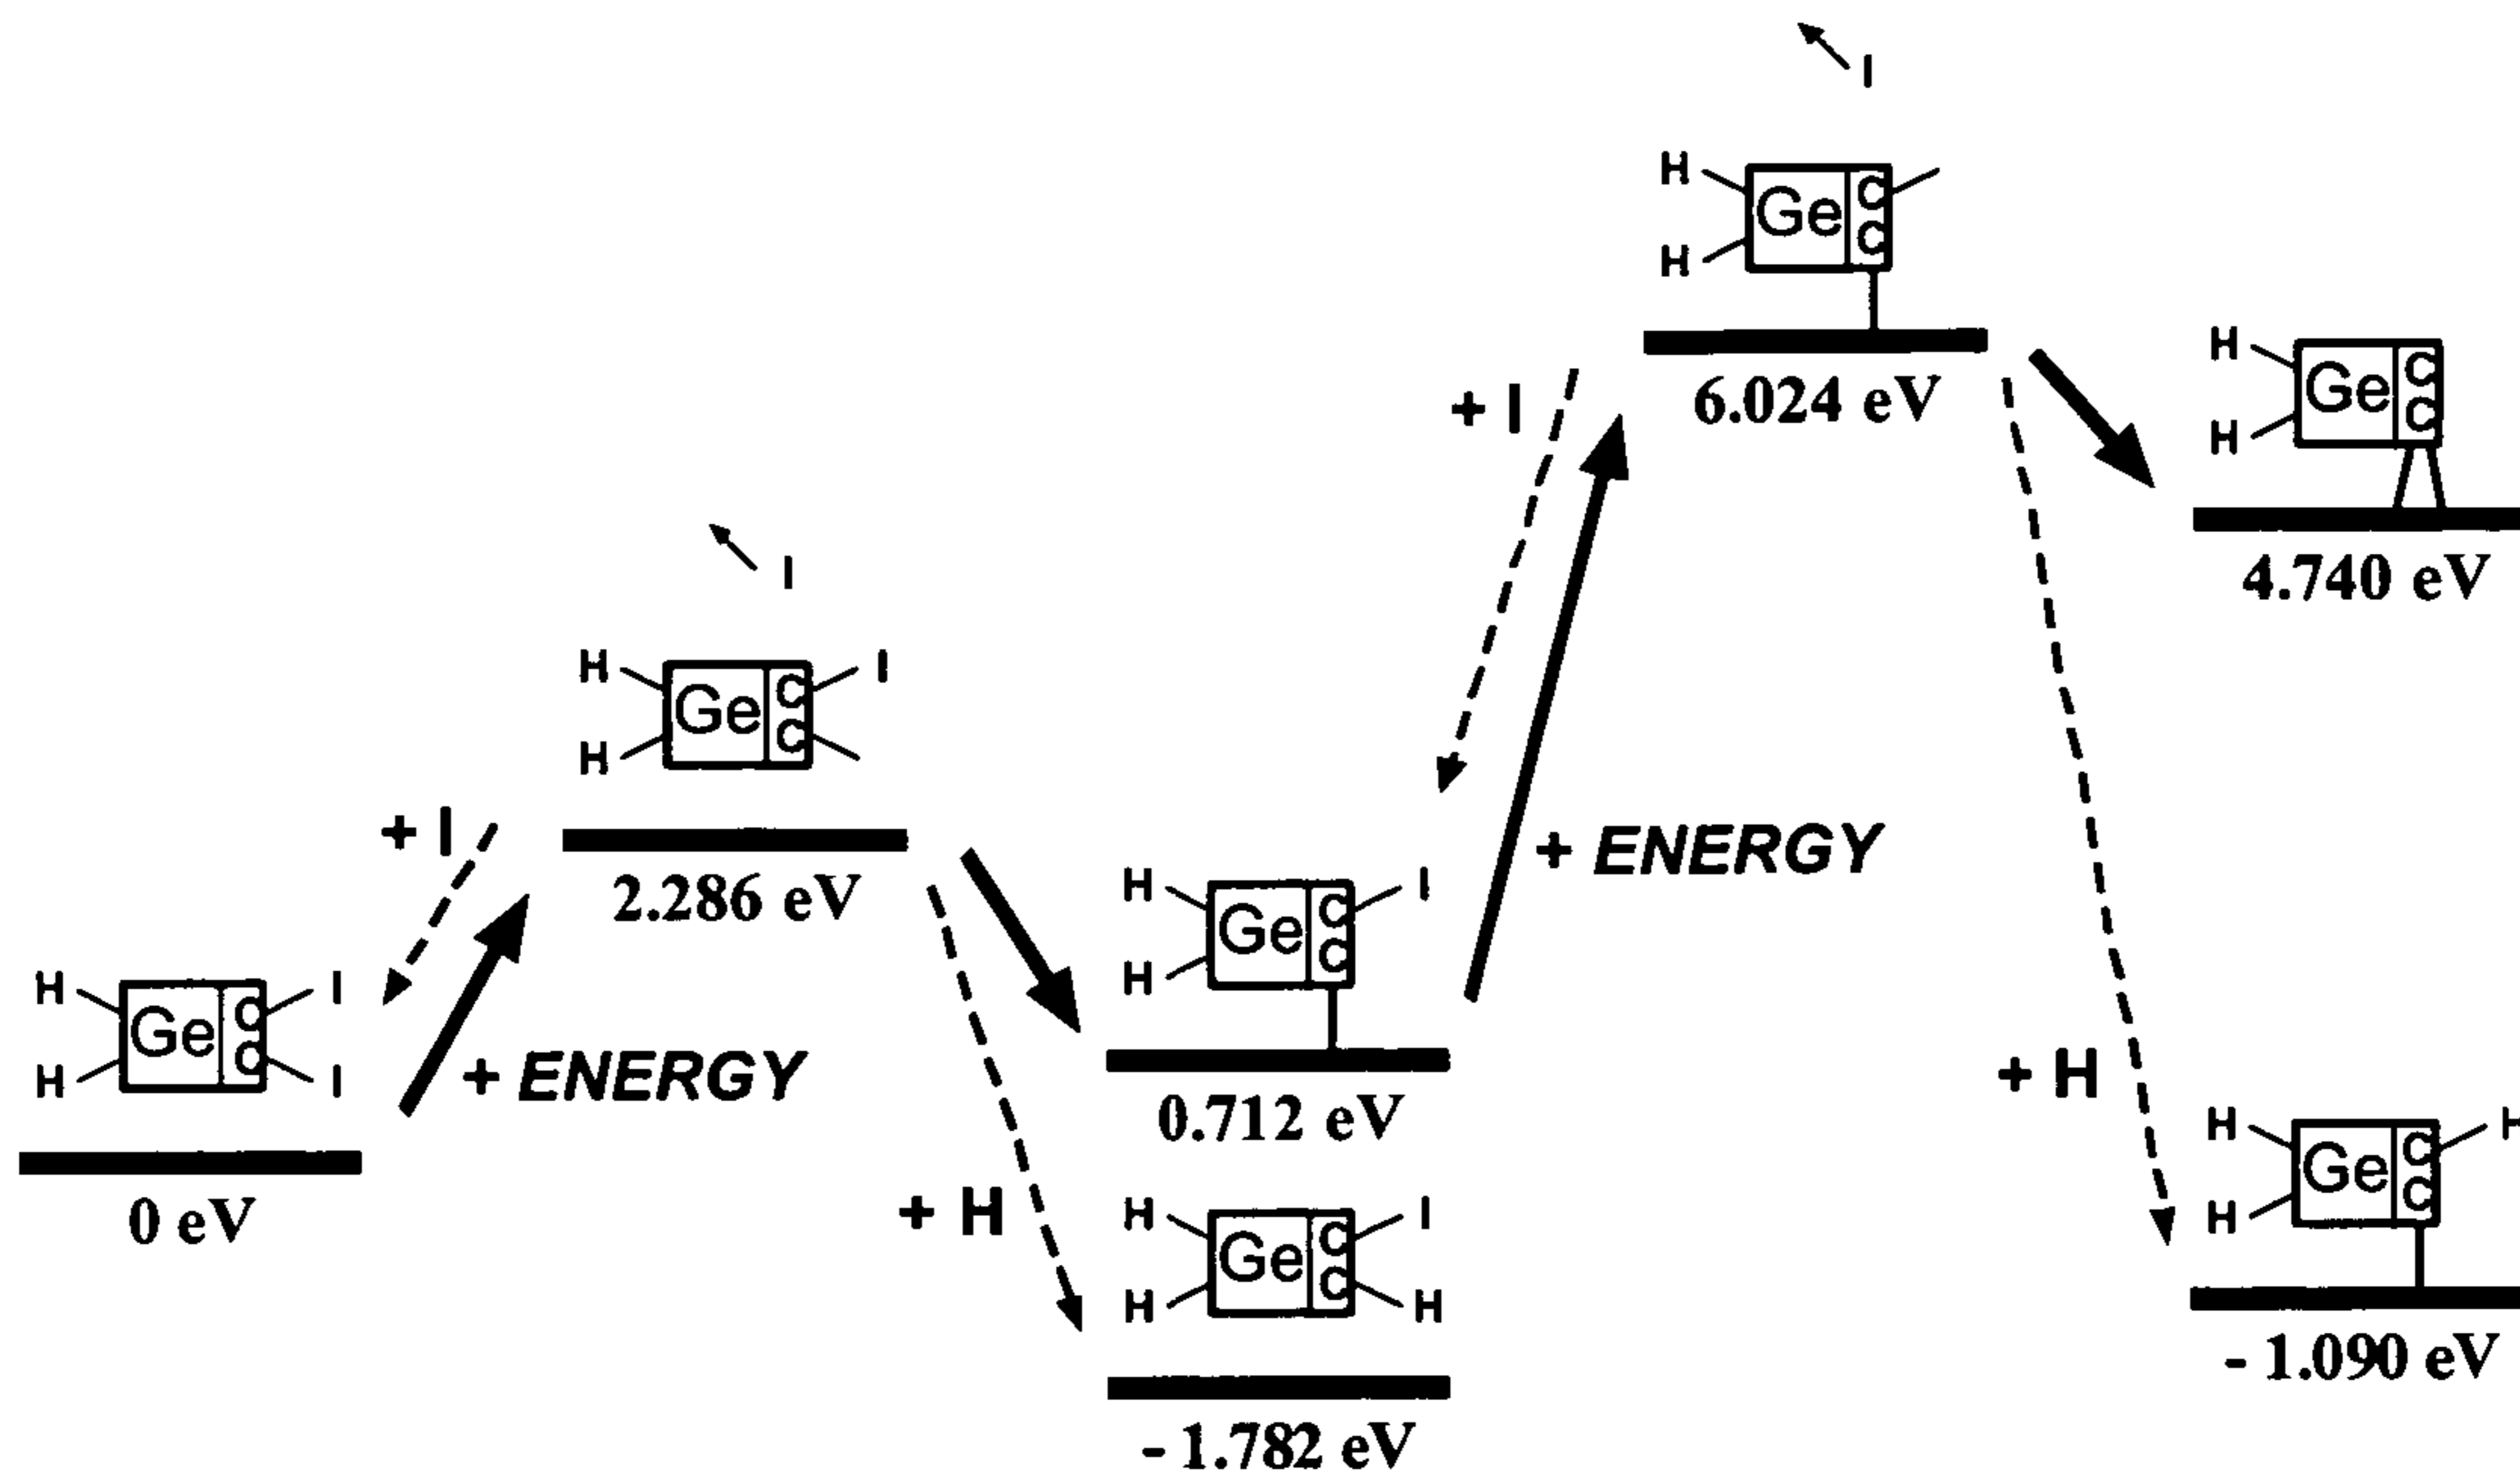 I
H
Ge
C
C
H
+ I
6.024 eV
H
Ge
C
C
H
4.740 eV
I
H
Ge
C
C
I
H
+ I
2.286 eV
+ ENERGY
H
Ge
C
C
I
H
0.712 eV
H
Ge
C
C
I
H
I
+ ENERGY
0 eV
+ H
H
Ge
C
C
I
H
H
- 1.782 eV
+ H
H
Ge
C
C
H
H
- 1.090 eV